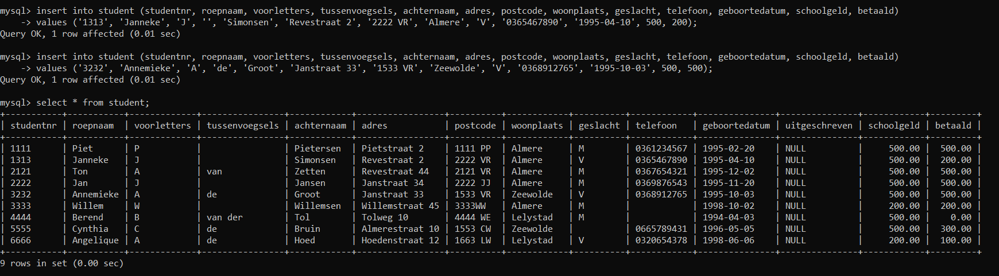 mysql> insert into student (studentnr, roepnaam, voorletters, tussenvoegsels, achternaam, adres, postcode, woonplaats, geslacht, telefoon, geboortedatum, schoolgeld, betaald)
    -> values ('1313', 'Janneke', 'J', '', 'Simonsen', 'Revestraat 2', '2222 VR', 'Almere', 'V', '0365467890', '1995-04-10', 500, 200);
Query OK, 1 row affected (0.01 sec)

mysql> insert into student (studentnr, roepnaam, voorletters, tussenvoegsels, achternaam, adres, postcode, woonplaats, geslacht, telefoon, geboortedatum, schoolgeld, betaald)
    -> values ('3232', 'Annemieke', 'A', 'de', 'Groot', 'Janstraat 33', '1533 VR', 'Zeewolde', 'V', '0368912765', '1995-10-03', 500, 500);
Query OK, 1 row affected (0.01 sec)

mysql> select * from student;
+-----------+-----------+-------------+----------------+------------+----------------+----------+------------+----------+------------+---------------+---------------+------------+---------+
| studentnr | roepnaam  | voorletters | tussenvoegsels | achternaam | adres          | postcode | woonplaats | geslacht | telefoon   | geboortedatum | uitgeschreven | schoolgeld | betaald |
+-----------+-----------+-------------+----------------+------------+----------------+----------+------------+----------+------------+---------------+---------------+------------+---------+
| 1111      | Piet      | P           |                | Pietersen  | Pietstraat 2   | 1111 PP  | Almere     | M        | 0361234567 | 1995-02-20    | NULL          |     500.00 |  500.00 |
| 1313      | Janneke   | J           |                | Simonsen   | Revestraat 2   | 2222 VR  | Almere     | V        | 0365467890 | 1995-04-10    | NULL          |     500.00 |  200.00 |
| 2121      | Ton       | A           | van            | Zetten     | Revestraat 44  | 2121 VR  | Almere     | M        | 0367654321 | 1995-12-02    | NULL          |     500.00 |  500.00 |
| 2222      | Jan       | J           |                | Jansen     | Janstraat 34   | 2222 JJ  | Almere     | M        | 0369876543 | 1995-11-20    | NULL          |     500.00 |  500.00 |
| 3232      | Annemieke | A           | de             | Groot      | Janstraat 33   | 1533 VR  | Zeewolde   | V        | 0368912765 | 1995-10-03    | NULL          |     500.00 |  500.00 |
| 3333      | Willem    | W           |                | Willemsen  | Willemstraat 45 | 3333WW   | Almere     | M        |            | 1998-10-02    | NULL          |     200.00 |  200.00 |
| 4444      | Berend    | B           | van der        | Tol        | Tolweg 10      | 4444 WE  | Lelystad   | M        |            | 1994-04-03    | NULL          |     500.00 |    0.00 |
| 5555      | Cynthia   | C           | de             | Bruin      | Almerestraat 10 | 1553 CW  | Zeewolde   |          | 0665789431 | 1996-05-05    | NULL          |     500.00 |  300.00 |
| 6666      | Angelique | A           | de             | Hoed       | Hoedenstraat 12 | 1663 LW  | Lelystad   | V        | 0320654378 | 1998-06-06    | NULL          |     200.00 |  100.00 |
+-----------+-----------+-------------+----------------+------------+----------------+----------+------------+----------+------------+---------------+---------------+------------+---------+
9 rows in set (0.00 sec)